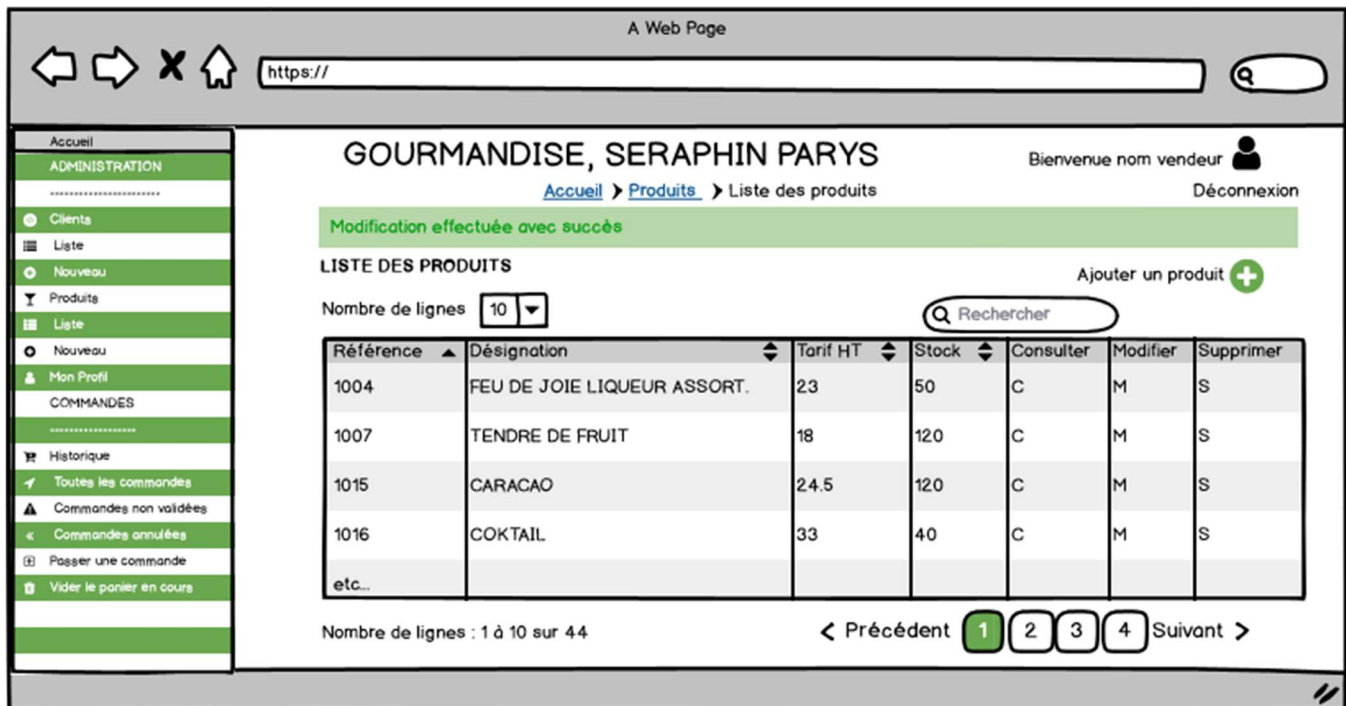 A Web Page
https://
Accueil
ADMINISTRATION
-----------------------
Clients
Liste
Nouveau
Produits
Liste
Nouveau
Mon Profil
COMMANDES
------------------
Historique
Toutes les commandes
Commandes non validées
Commandes annulées
Passer une commande
Vider le panier en cours
GOURMANDISE, SERAPHIN PARYS
Bienvenue nom vendeur
Accueil > Produits > Liste des produits
Déconnexion
Modification effectuée avec succès
LISTE DES PRODUITS
Ajouter un produit
Nombre de lignes 10
Rechercher
Référence Désignation Tarif HT Stock Consulter Modifier Supprimer
1004 FEU DE JOIE LIQUEUR ASSORT. 23 50 C M S
1007 TENDRE DE FRUIT 18 120 C M S
1015 CARACAO 24.5 120 C M S
1016 COKTAIL 33 40 C M S
etc...
Nombre de lignes : 1 à 10 sur 44
< Précédent 1 2 3 4 Suivant >